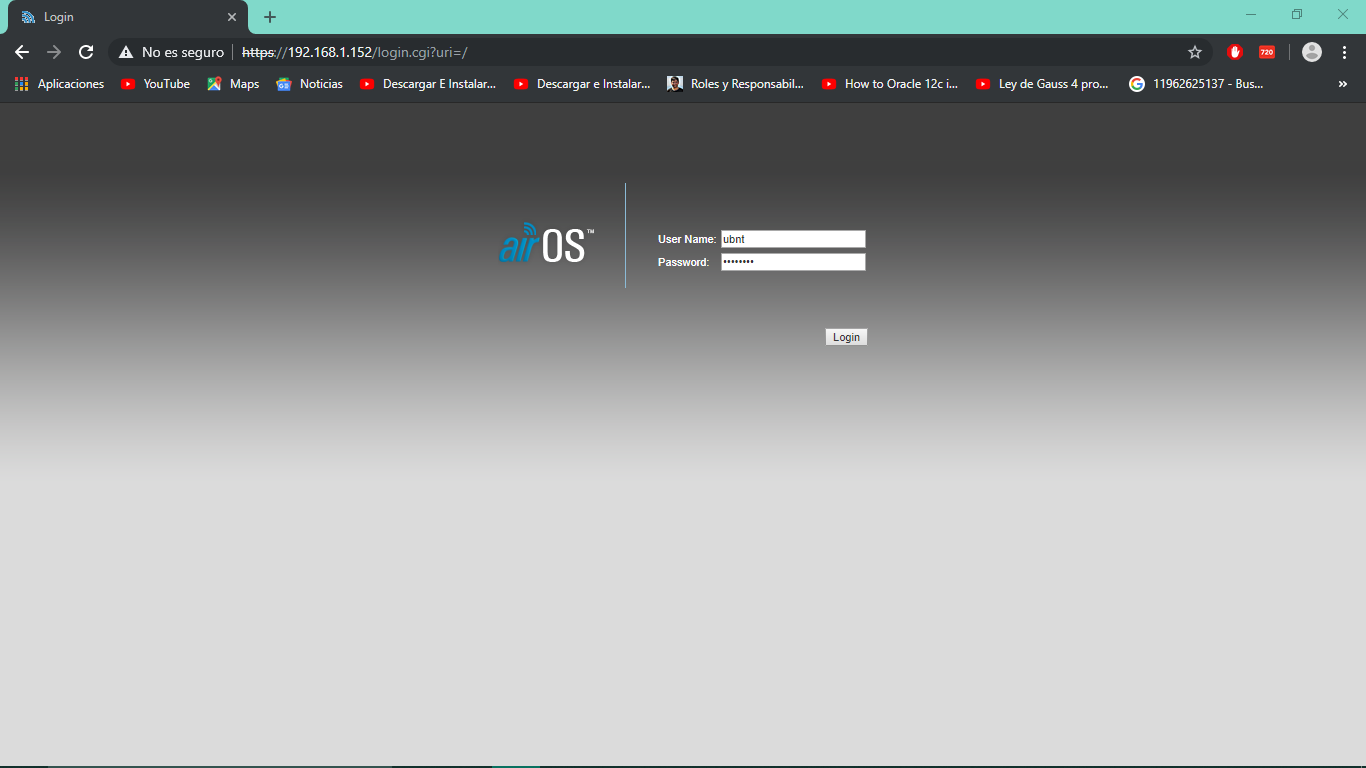 Login
No es seguro https://192.168.1.152/login.cgi?uri=/
720
Aplicaciones YouTube Maps Noticias Descargar E Instalar... Descargar e Instalar... Roles y Responsabil... How to Oracle 12c i... Ley de Gauss 4 pro... 11962625137 - Bus... »
airOS™
User Name: ubnt
Password: ••••••••
Login